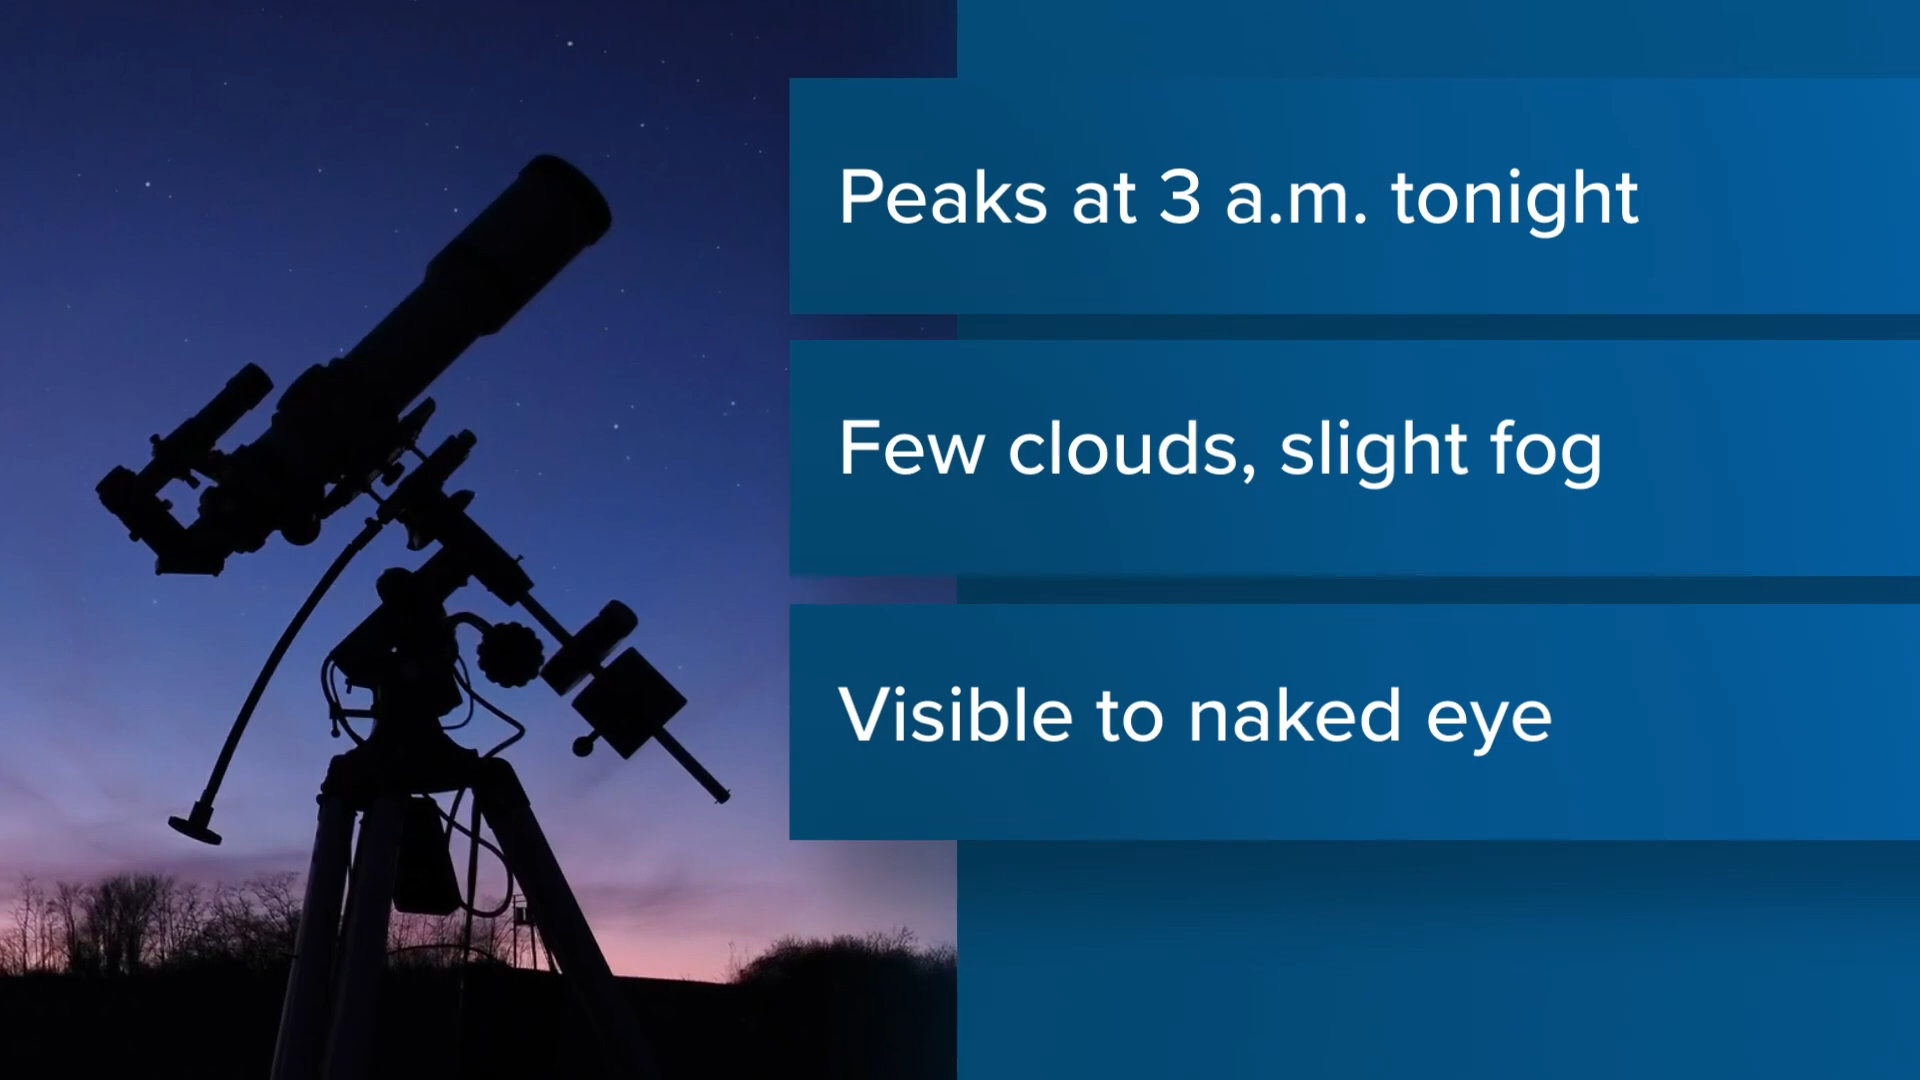 Peaks at 3 a.m. tonight
Few clouds, slight fog
Visible to naked eye